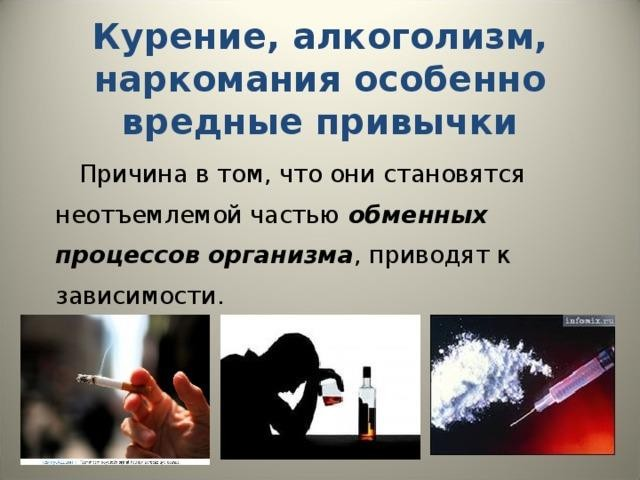 Курение, алкоголизм,
наркомания особенно
вредные привычки
Причина в том, что они становятся
неотъемлемой частью обменных
процессов организма, приводят к
зависимости.
infomix.ru